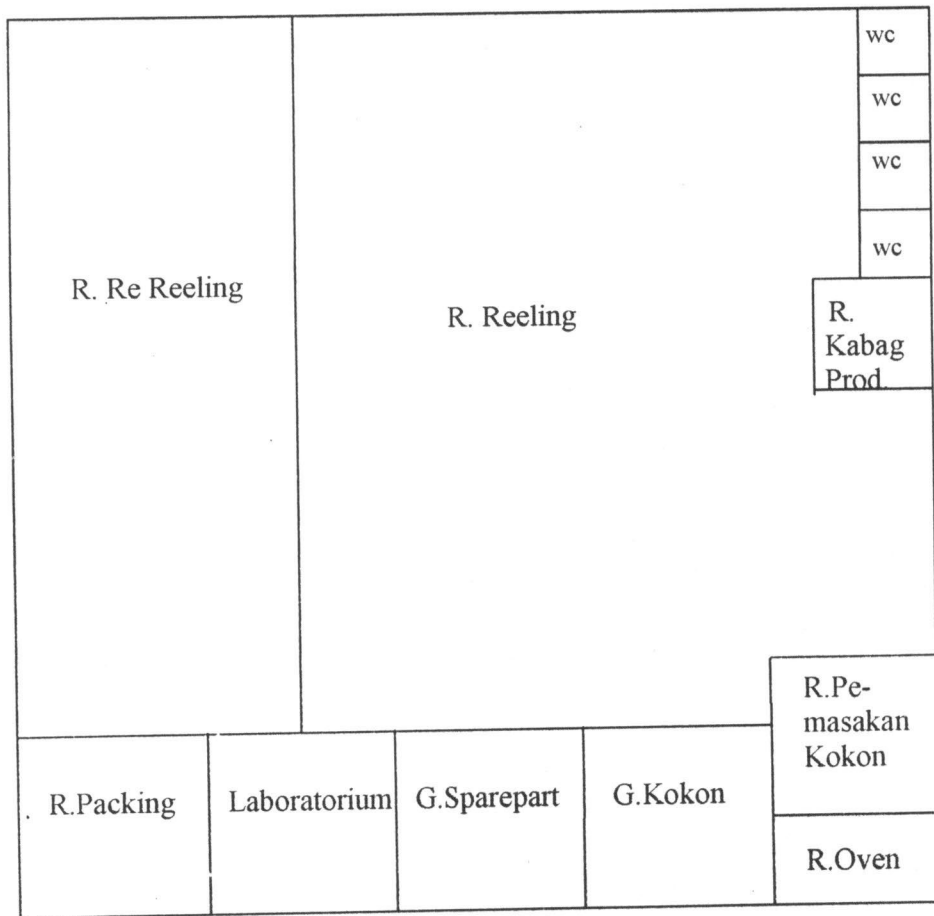 wc
wc
wc
wc
R. Re Reeling
R. Reeling
R.
Kabag
Prod.
R.Pe-
masakan
Kokon
R.Packing
Laboratorium
G.Sparepart
G.Kokon
R.Oven